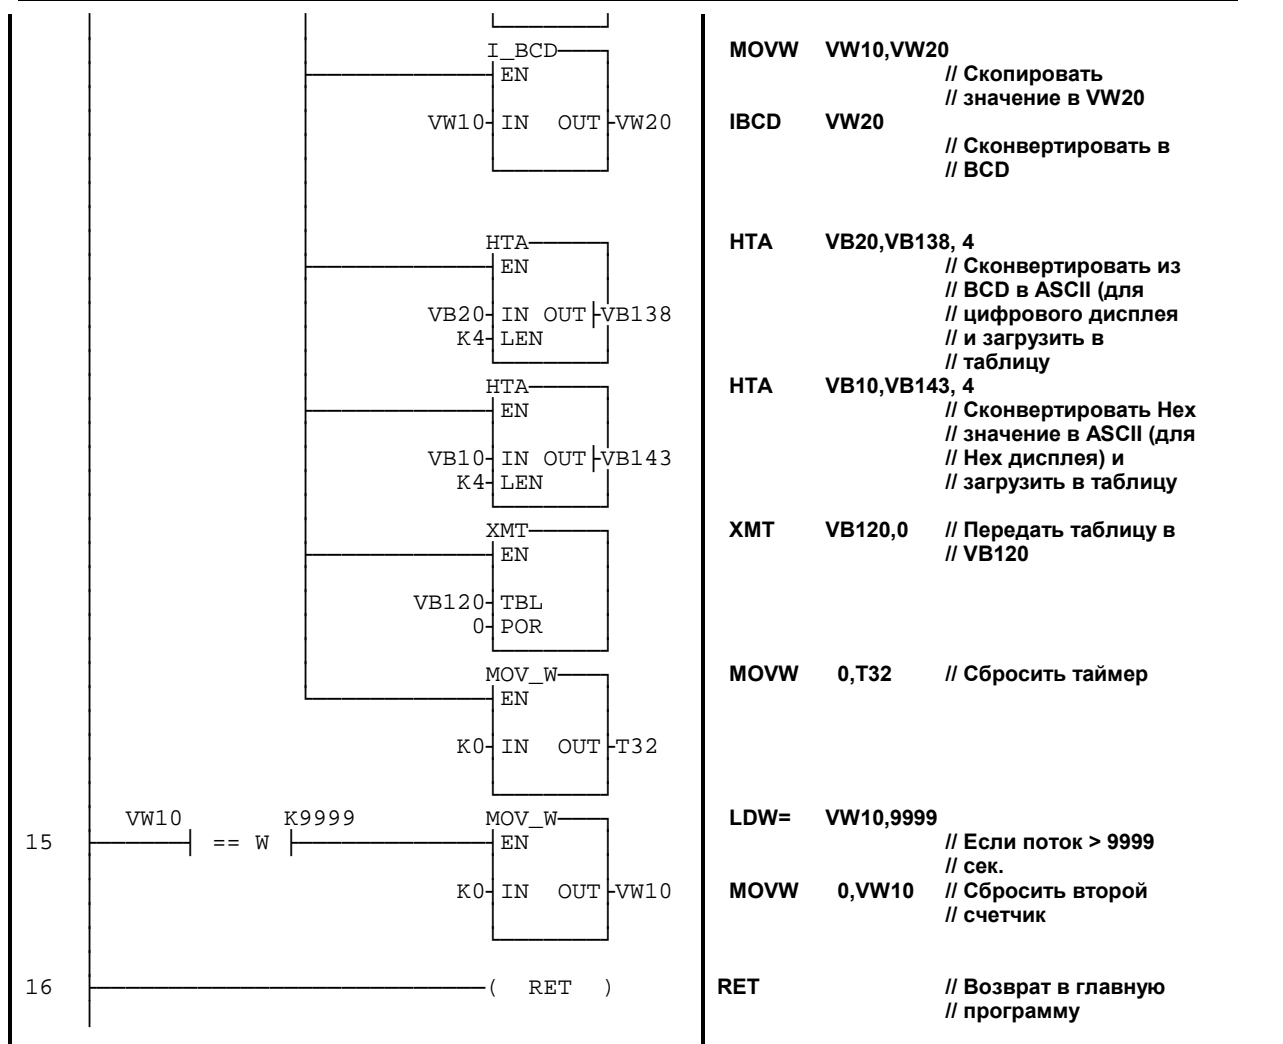 I_BCD
EN
VW10 IN OUT VW20
HTA
EN
VB20 IN OUT VB138
K4 LEN
HTA
EN
VB10 IN OUT VB143
K4 LEN
XMT
EN
VB120 TBL
0 POR
MOV_W
EN
K0 IN OUT T32
VW10 K9999 MOV_W
15 == W EN
K0 IN OUT VW10
16 ( RET )
MOVW VW10,VW20
// Скопировать
// значение в VW20
IBCD VW20
// Сконвертировать в
// BCD
HTA VB20,VB138, 4
// Сконвертировать из
// BCD в ASCII (для
// цифрового дисплея
// и загрузить в
// таблицу
HTA VB10,VB143, 4
// Сконвертировать Hex
// значение в ASCII (для
// Hex дисплея) и
// загрузить в таблицу
XMT VB120,0 // Передать таблицу в
// VB120
MOVW 0,T32 // Сбросить таймер
LDW= VW10,9999
// Если поток > 9999
// сек.
MOVW 0,VW10 // Сбросить второй
// счетчик
RET // Возврат в главную
// программу